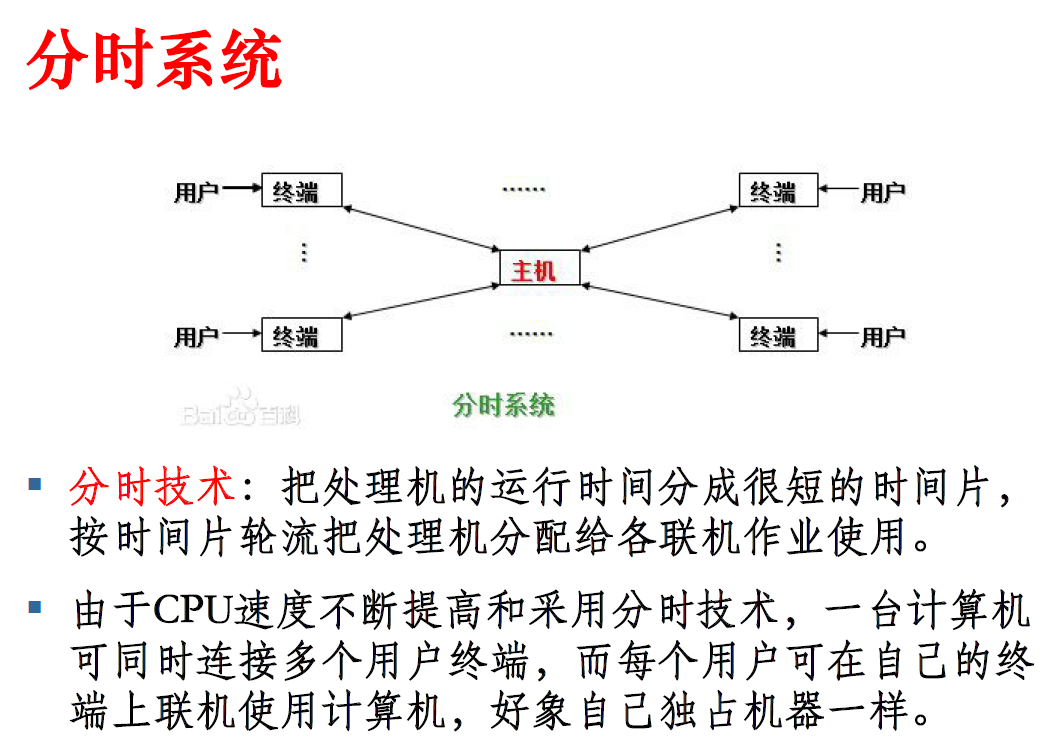 分时系统
用户 终端 …… 终端 用户
⋮ ⋮
主机
用户 终端 …… 终端 用户
Baidu百科 分时系统
▪ 分时技术：把处理机的运行时间分成很短的时间片，
按时间片轮流把处理机分配给各联机作业使用。
▪ 由于CPU速度不断提高和采用分时技术，一台计算机
可同时连接多个用户终端，而每个用户可在自己的终
端上联机使用计算机，好象自己独占机器一样。